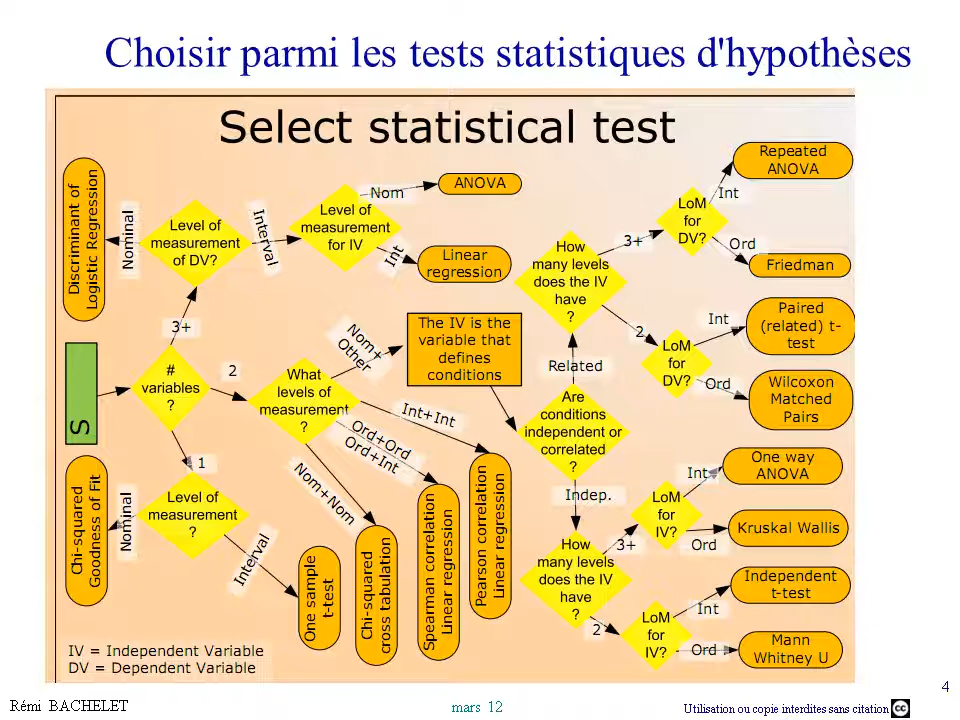 Choisir parmi les tests statistiques d'hypothèses
Select statistical test
Discriminant of
Logistic Regression
Nominal
Level of
measurement
of DV?
Interval
Level of
measurement
for IV
Nom
ANOVA
Int
Linear
regression
3+
S
#
variables
?
2
What
levels of
measurement
?
Nom+
Other
The IV is the
variable that
defines
conditions
Int+Int
Ord+Ord
Ord+Int
Nom+Nom
1
Level of
measurement
?
Nominal
Chi-squared
Goodness of Fit
Interval
One sample
t-test
Chi-squared
cross tabulation
Spearman correlation
Linear regression
Pearson correlation
Linear regression
Are
conditions
independent or
correlated
?
Related
How
many levels
does the IV
have
?
3+
LoM
for
DV?
Int
Repeated
ANOVA
Ord
Friedman
2
LoM
for
DV?
Int
Paired
(related) t-
test
Ord
Wilcoxon
Matched
Pairs
Indep.
How
many levels
does the IV
have
?
3+
LoM
for
IV?
Int
One way
ANOVA
Ord
Kruskal Wallis
2
LoM
for
IV?
Int
Independent
t-test
Ord
Mann
Whitney U
IV = Independent Variable
DV = Dependent Variable
4
Rémi BACHELET
mars 12
Utilisation ou copie interdites sans citation
cc